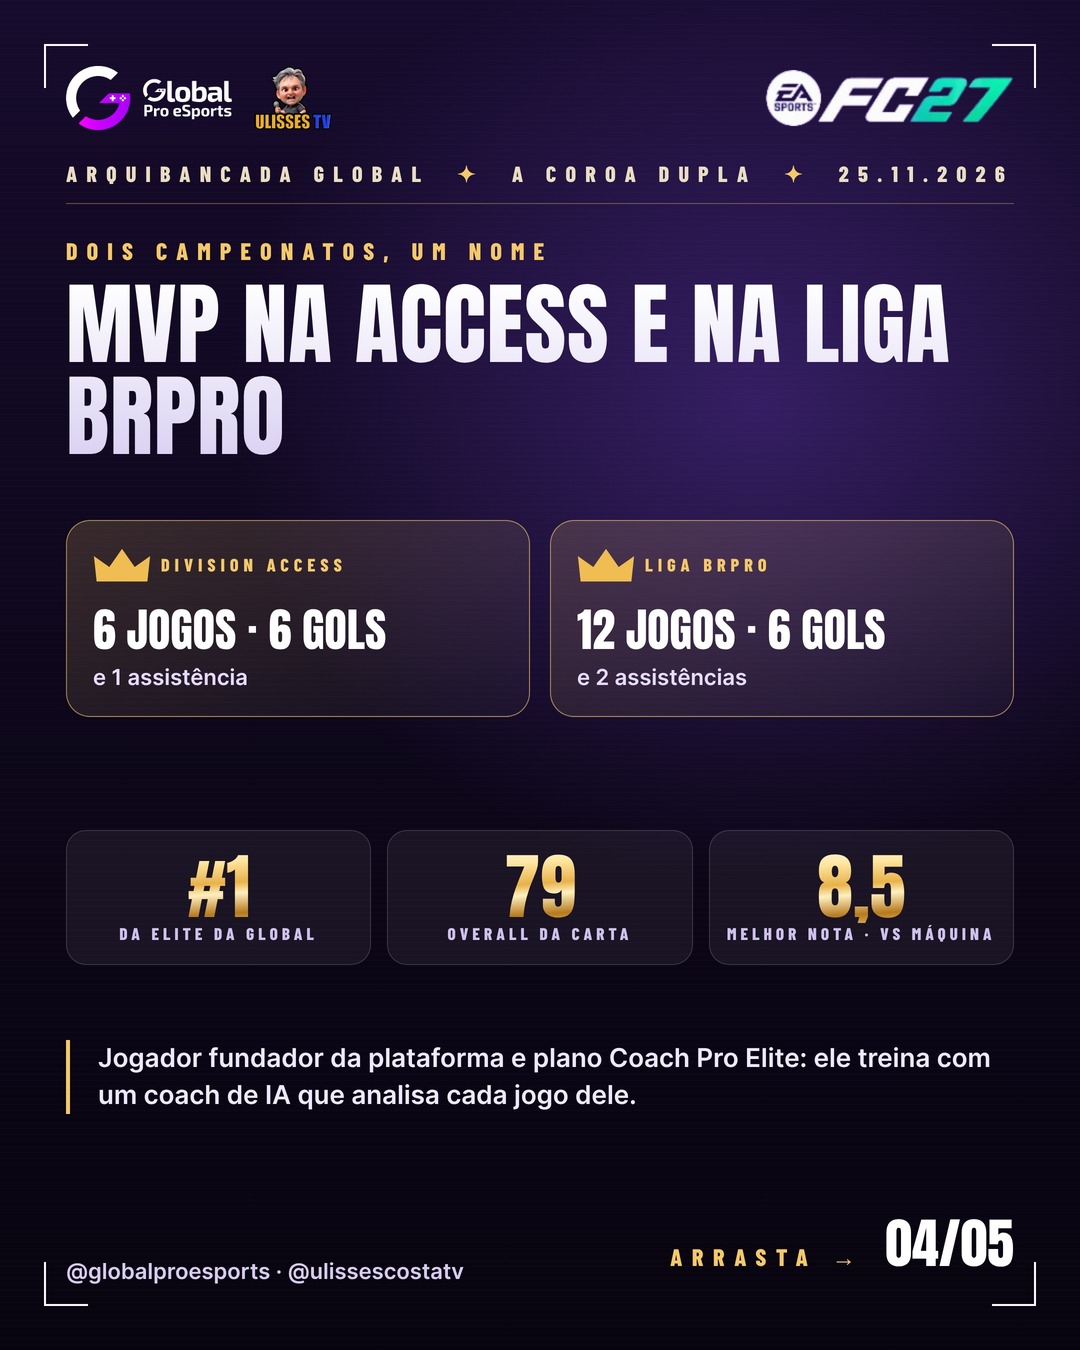 Global
Pro eSports
ULISSES TV
EA
SPORTS
FC27
ARQUIBANCADA GLOBAL ✦ A COROA DUPLA ✦ 25.11.2026
DOIS CAMPEONATOS, UM NOME
MVP NA ACCESS E NA LIGA
BRPRO
DIVISION ACCESS
6 JOGOS · 6 GOLS
e 1 assistência
LIGA BRPRO
12 JOGOS · 6 GOLS
e 2 assistências
#1
DA ELITE DA GLOBAL
79
OVERALL DA CARTA
8,5
MELHOR NOTA · VS MÁQUINA
Jogador fundador da plataforma e plano Coach Pro Elite: ele treina com
um coach de IA que analisa cada jogo dele.
@globalproesports · @ulissescostatv
ARRASTA → 04/05